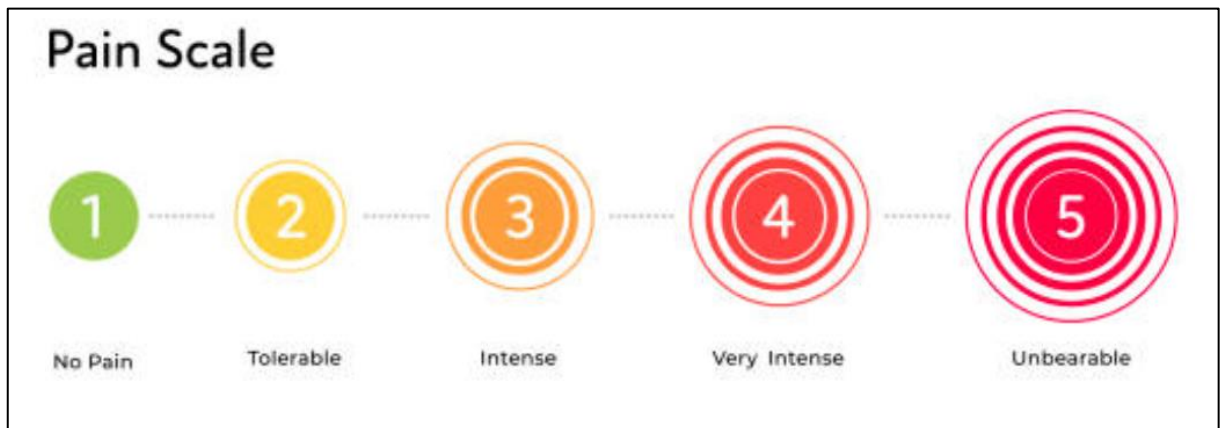 Pain Scale
1 2 3 4 5
No Pain Tolerable Intense Very Intense Unbearable